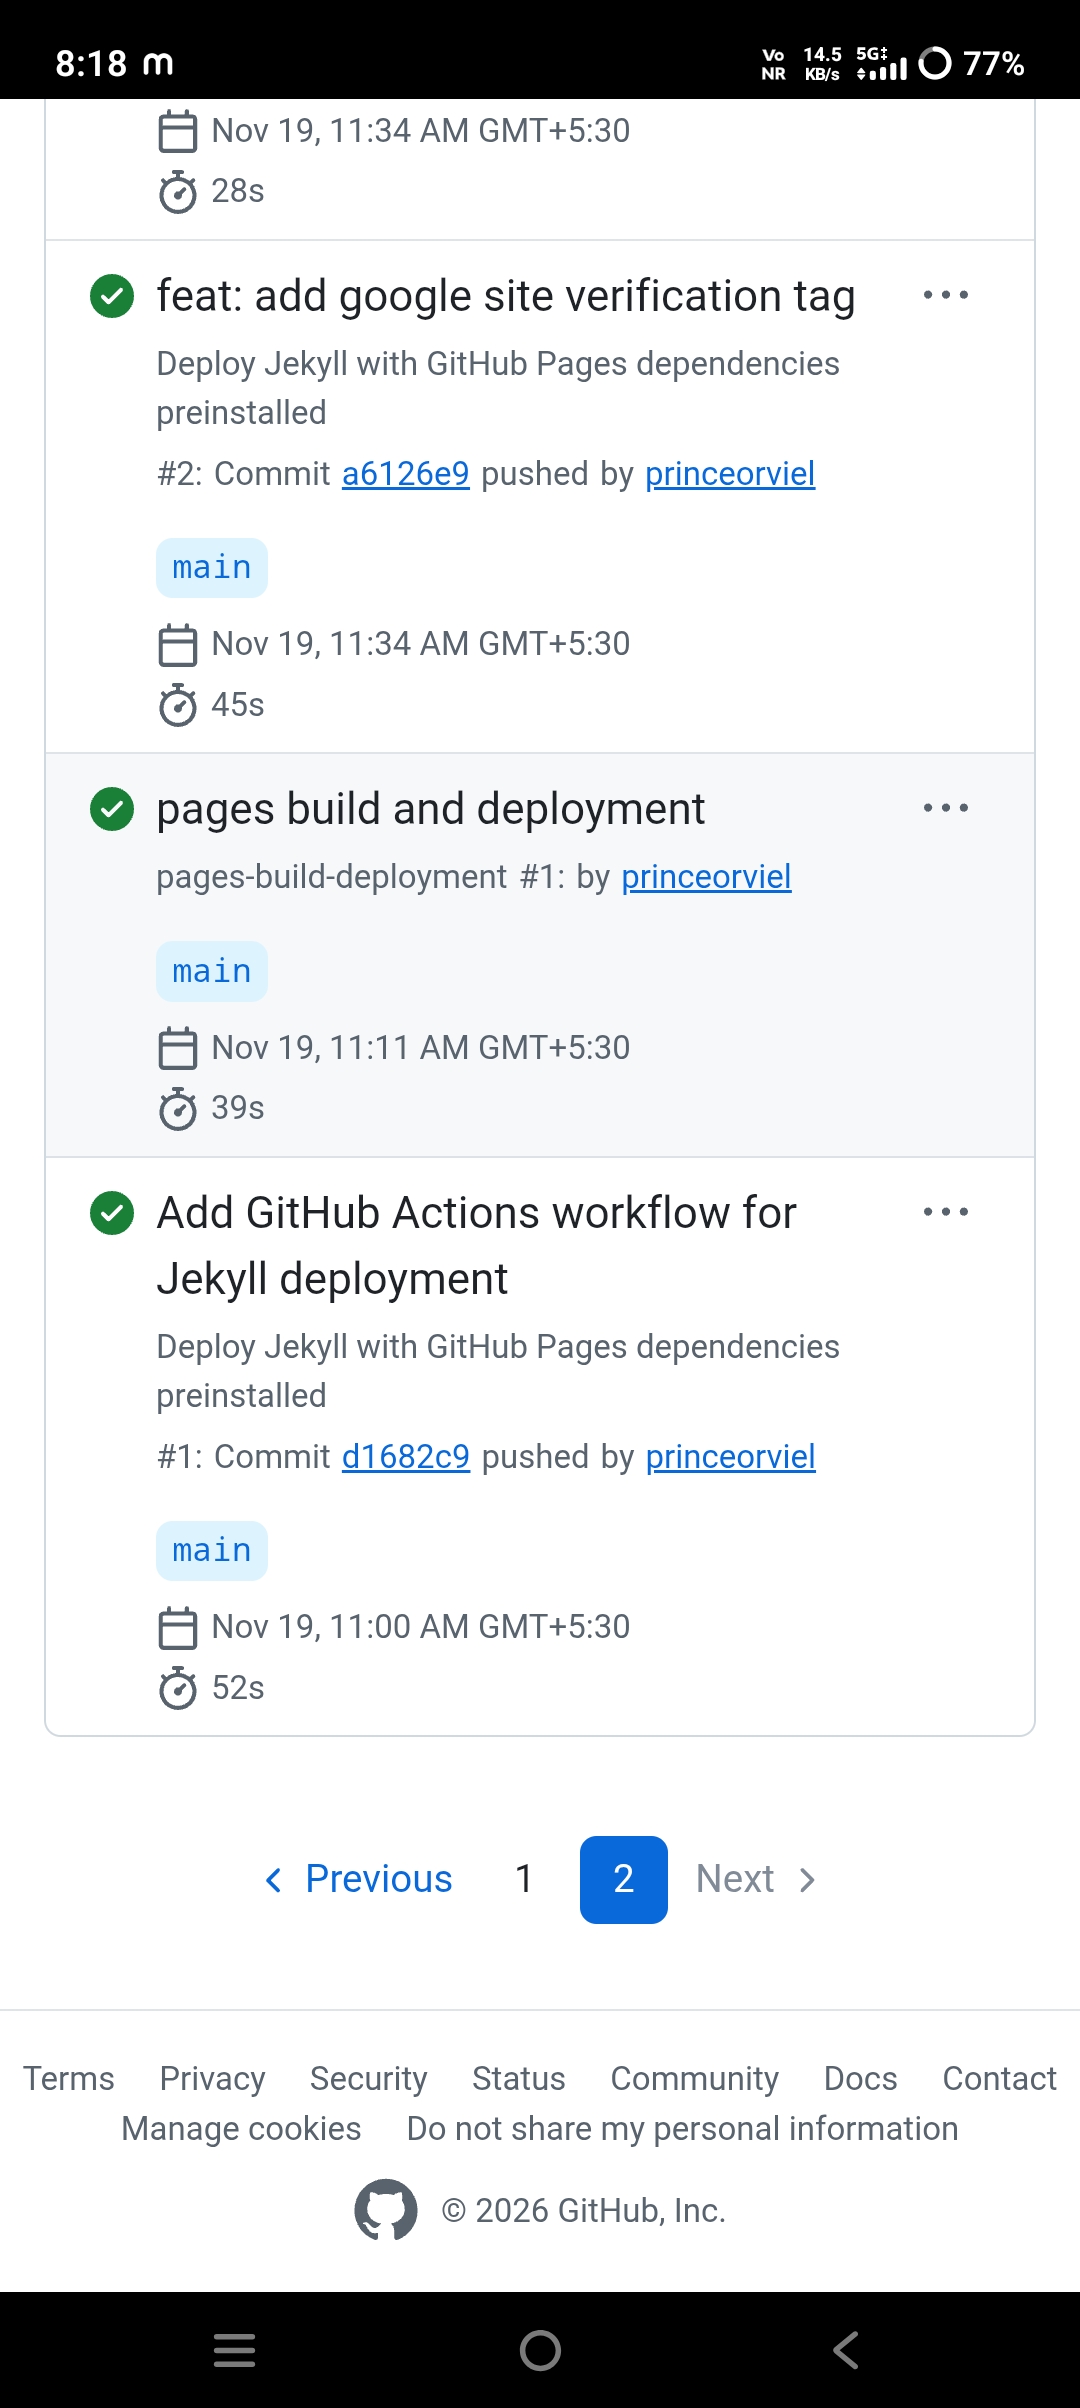 8:18 m Vo NR 14.5 KB/s 5G 77%
Nov 19, 11:34 AM GMT+5:30
28s
feat: add google site verification tag
Deploy Jekyll with GitHub Pages dependencies
preinstalled
#2: Commit a6126e9 pushed by princeorviel
main
Nov 19, 11:34 AM GMT+5:30
45s
pages build and deployment
pages-build-deployment #1: by princeorviel
main
Nov 19, 11:11 AM GMT+5:30
39s
Add GitHub Actions workflow for
Jekyll deployment
Deploy Jekyll with GitHub Pages dependencies
preinstalled
#1: Commit d1682c9 pushed by princeorviel
main
Nov 19, 11:00 AM GMT+5:30
52s
Previous 1 2 Next
Terms Privacy Security Status Community Docs Contact
Manage cookies Do not share my personal information
© 2026 GitHub, Inc.